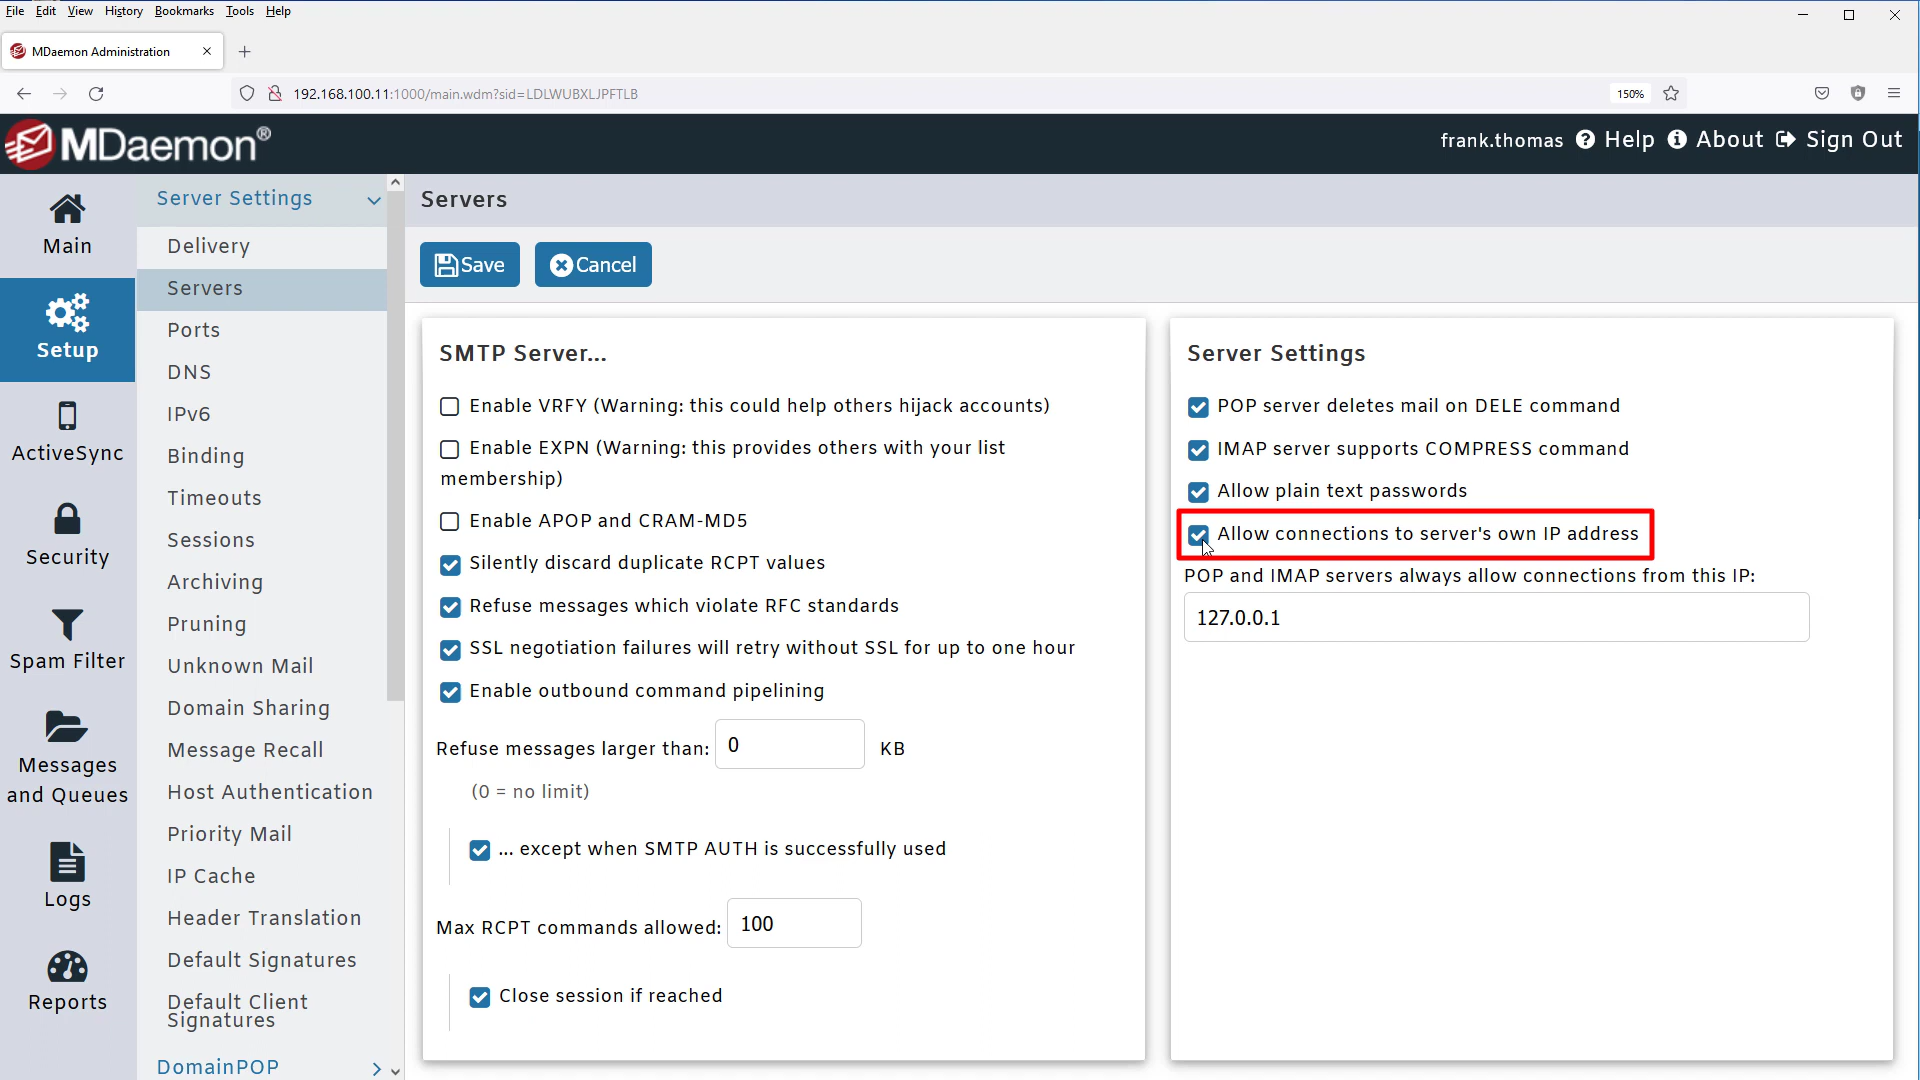 File Edit View History Bookmarks Tools Help
MDaemon Administration
192.168.100.11:1000/main.wdm?sid=LDLWUBXLJPFTLB
150%
MDaemon®
frank.thomas Help About Sign Out
Main
Setup
ActiveSync
Security
Spam Filter
Messages
and Queues
Logs
Reports
Server Settings
Delivery
Servers
Ports
DNS
IPv6
Binding
Timeouts
Sessions
Archiving
Pruning
Unknown Mail
Domain Sharing
Message Recall
Host Authentication
Priority Mail
IP Cache
Header Translation
Default Signatures
Default Client
Signatures
DomainPOP
Servers
Save Cancel
SMTP Server...
Enable VRFY (Warning: this could help others hijack accounts)
Enable EXPN (Warning: this provides others with your list
membership)
Enable APOP and CRAM-MD5
Silently discard duplicate RCPT values
Refuse messages which violate RFC standards
SSL negotiation failures will retry without SSL for up to one hour
Enable outbound command pipelining
Refuse messages larger than: 0 KB
(0 = no limit)
... except when SMTP AUTH is successfully used
Max RCPT commands allowed: 100
Close session if reached
Server Settings
POP server deletes mail on DELE command
IMAP server supports COMPRESS command
Allow plain text passwords
Allow connections to server's own IP address
POP and IMAP servers always allow connections from this IP:
127.0.0.1